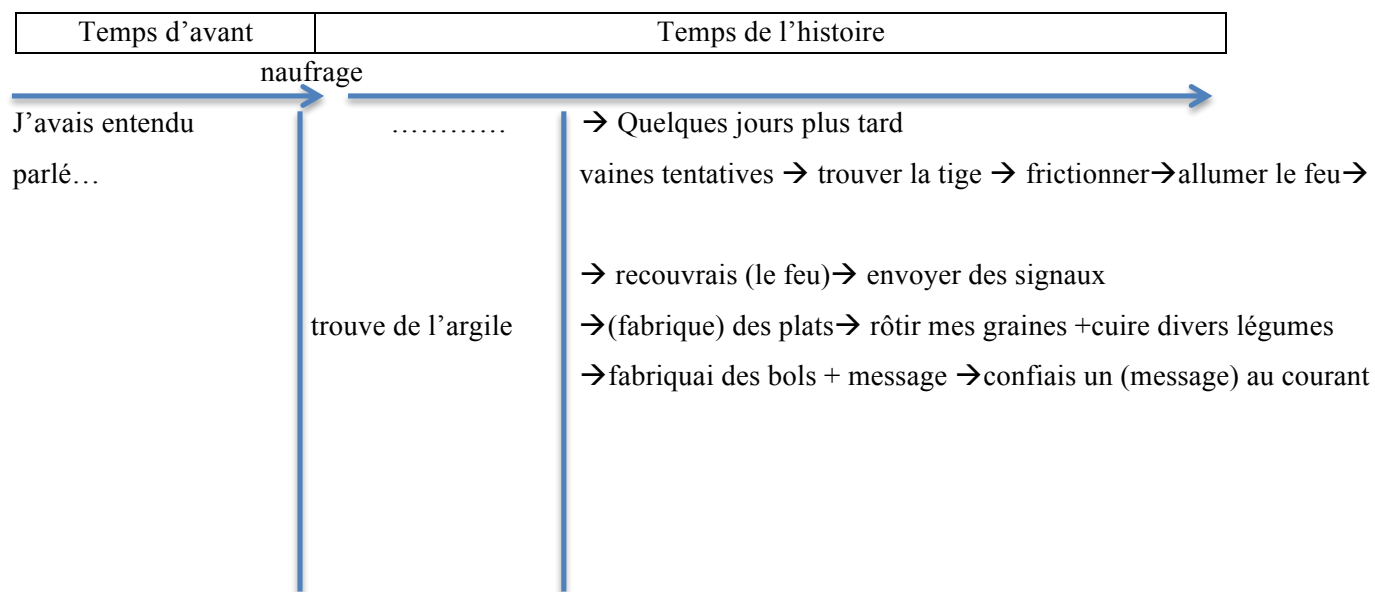 Temps d’avant Temps de l’histoire
naufrage
J’avais entendu ………… → Quelques jours plus tard
parlé… vaines tentatives → trouver la tige → frictionner→allumer le feu→
→ recouvrais (le feu)→ envoyer des signaux
trouve de l’argile →(fabrique) des plats→ rôtir mes graines +cuire divers légumes
→fabriquai des bols + message →confiais un (message) au courant